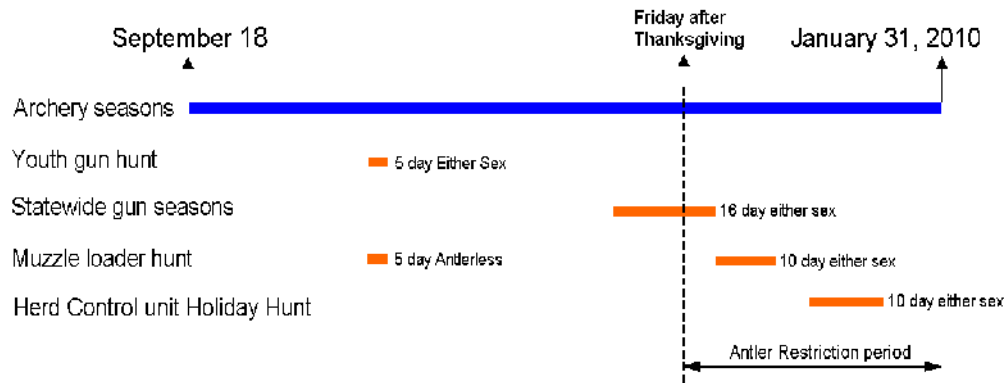 Friday after
Thanksgiving
September 18
January 31, 2010
Archery seasons
Youth gun hunt
5 day Either Sex
Statewide gun seasons
16 day either sex
Muzzle loader hunt
5 day Antlerless
10 day either sex
Herd Control unit Holiday Hunt
10 day either sex
Antler Restriction period